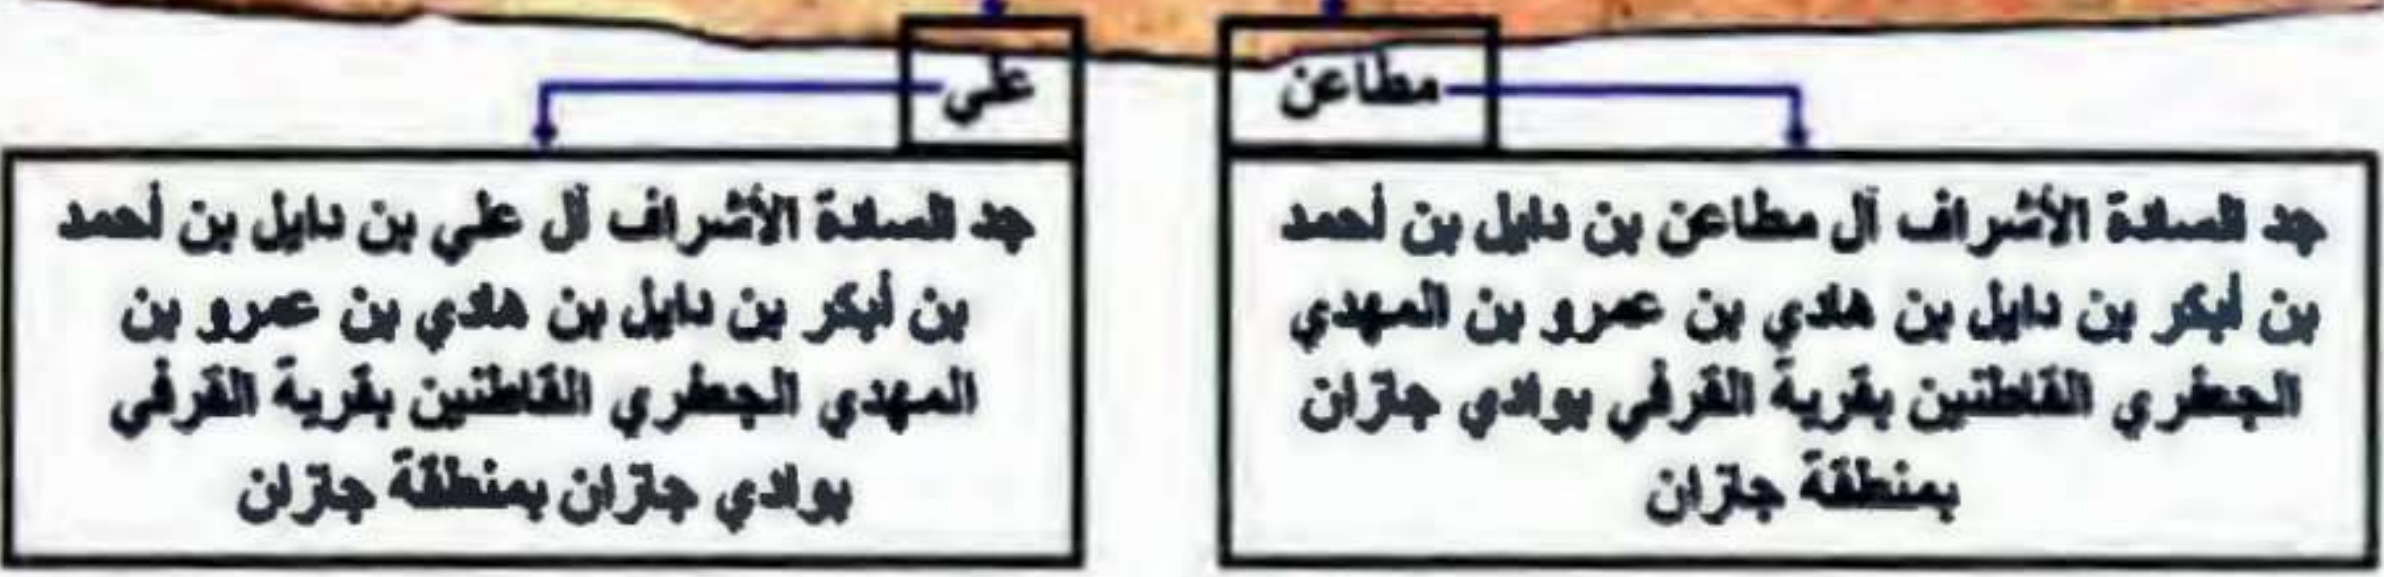 مطاعن
جد السادة الأشراف آل مطاعن بن دايل بن أحمد
بن أبكر بن دايل بن هادي بن عمرو بن المهدي
الجعفري القاطنين بقرية القرفي بوادي جازان
بمنطقة جازان
علي
جد السادة الأشراف آل علي بن دايل بن أحمد
بن أبكر بن دايل بن هادي بن عمرو بن
المهدي الجعفري القاطنين بقرية القرفي
بوادي جازان بمنطقة جازان